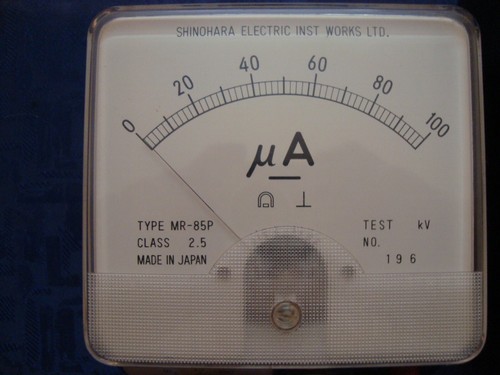 SHINOHARA ELECTRIC INST WORKS LTD.
0 20 40 60 80 100
μA
TYPE MR-85P
CLASS 2.5
MADE IN JAPAN
TEST kV
NO.
196